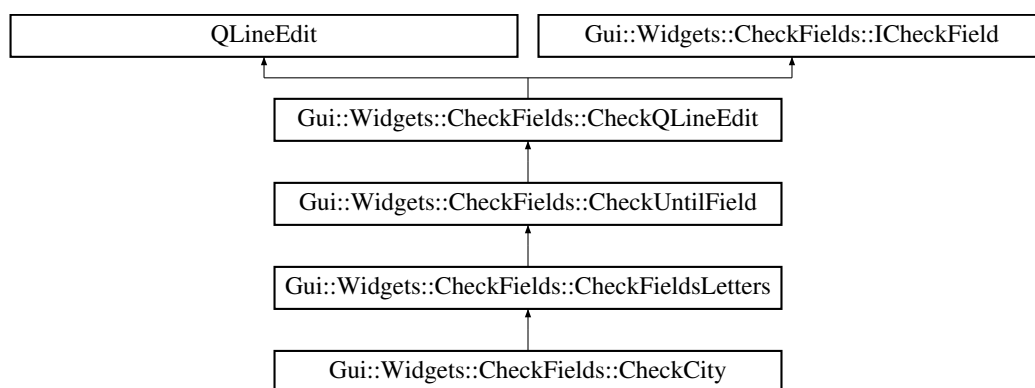 QLineEdit
Gui::Widgets::CheckFields::ICheckField
Gui::Widgets::CheckFields::CheckQLineEdit
Gui::Widgets::CheckFields::CheckUntilField
Gui::Widgets::CheckFields::CheckFieldsLetters
Gui::Widgets::CheckFields::CheckCity